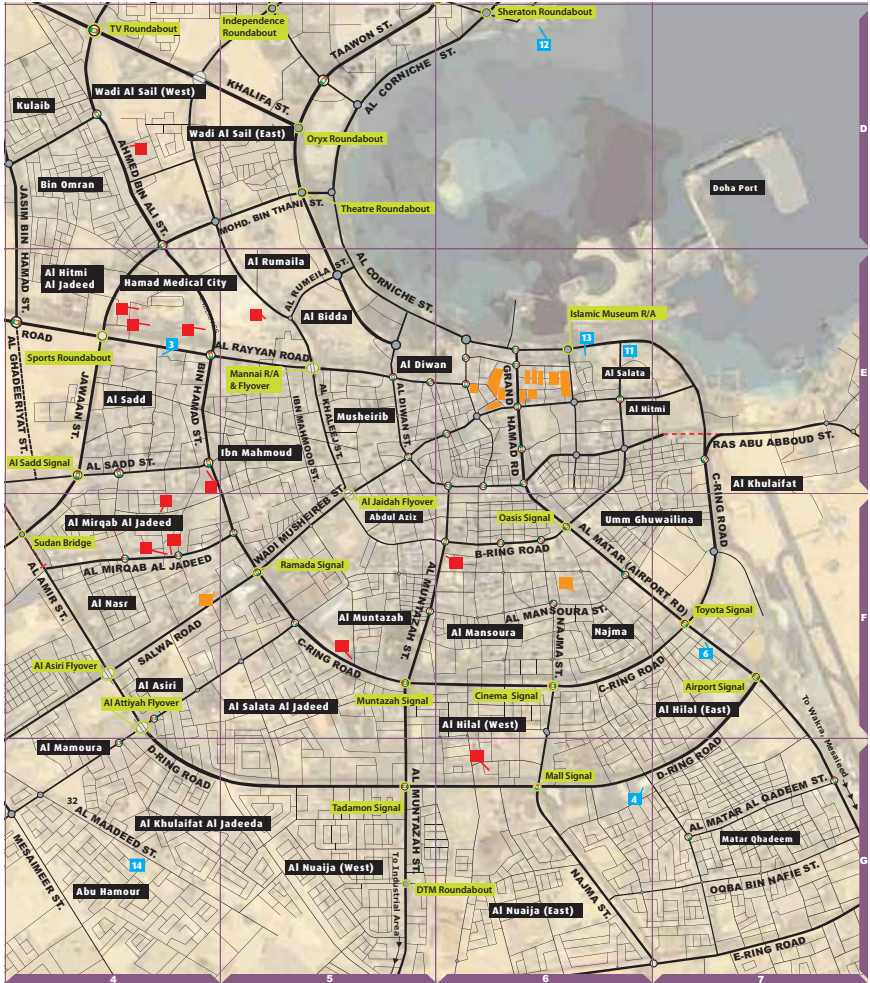 Sheraton Roundabout
Independence
Roundabout
TV Roundabout
TAAWON ST.
12
AL CORNICHE ST.
KHALIFA ST.
Wadi Al Sail (West)
Kulaib
Wadi Al Sail (East)
Oryx Roundabout
D
AHMED BIN ALI ST.
Bin Omran
Doha Port
JASIM BIN HAMAD ST.
Theatre Roundabout
MOHD. BIN THANI ST.
Al Rumaila
AL CORNICHE ST.
Al Hitmi
Al Jadeed
Hamad Medical City
AL RUMEILA ST.
Al Bidda
Islamic Museum R/A
ROAD
13
3
11
Sports Roundabout
AL RAYYAN ROAD
Al Diwan
GRAND
HAMAD RD
Al Salata
E
Mannai R/A
& Flyover
AL GHADEERIYAT ST.
JAWAAN ST.
BIN HAMAD ST.
Al Sadd
IBN MAHMOOD ST.
AL KHALEEJ ST.
Musheirib
AL DIWAN ST.
Al Hitmi
RAS ABU ABBOUD ST.
Ibn Mahmoud
Al Sadd Signal
AL SADD ST.
C-RING ROAD
Al Khulaifat
Al Jaidah Flyover
WADI MUSHEIREB ST.
Abdul Aziz
Oasis Signal
Umm Ghuwailina
Al Mirqab Al Jadeed
Sudan Bridge
AL MATAR (AIRPORT RD)
B-RING ROAD
AL MIRQAB AL JADEED
Ramada Signal
AL AMIR ST.
AL MUNTAZAH ST.
Al Nasr
AL MANSOURA ST.
Toyota Signal
F
Al Muntazah
Al Mansoura
NAJMA ST.
Najma
SALWA ROAD
C-RING ROAD
6
Al Asiri Flyover
C-RING ROAD
Al Asiri
Airport Signal
Muntazah Signal
Cinema Signal
Al Attiyah Flyover
Al Salata Al Jadeed
Al Hilal (East)
Al Hilal (West)
To Wakra, Mesaieed
Al Mamoura
D-RING ROAD
D-RING ROAD
Mall Signal
AL MUNTAZAH ST.
32
Tadamon Signal
4
AL MATAR AL QADEEM ST.
AL MAADEED ST.
Al Khulaifat Al Jadeeda
Matar Qhadeem
MESAIMEER ST.
G
14
Al Nuaija (West)
To Industrial Area
NAJMA ST.
OQBA BIN NAFIE ST.
Abu Hamour
DTM Roundabout
Al Nuaija (East)
E-RING ROAD
4
5
6
7